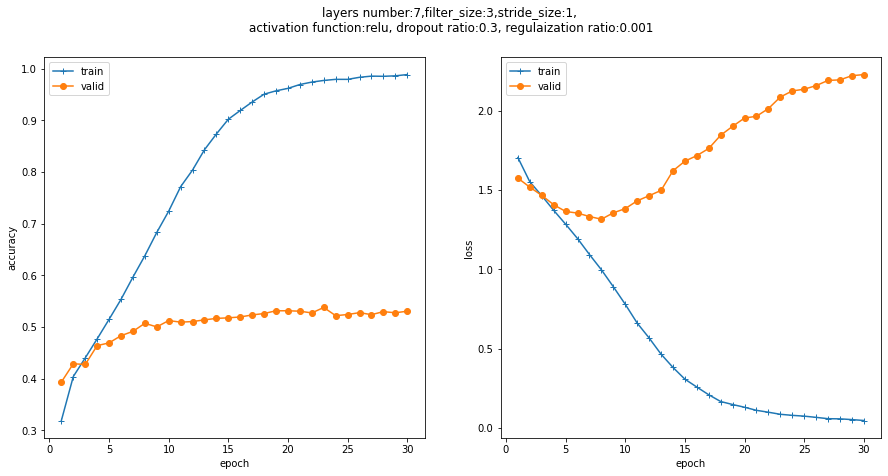 layers number:7,filter_size:3,stride_size:1,
activation function:relu, dropout ratio:0.3, regulaization ratio:0.001
train
valid
1.0
0.9
0.8
0.7
0.6
0.5
0.4
0.3
accuracy
0
5
10
15
20
25
30
epoch
train
valid
2.0
1.5
1.0
0.5
0.0
loss
0
5
10
15
20
25
30
epoch